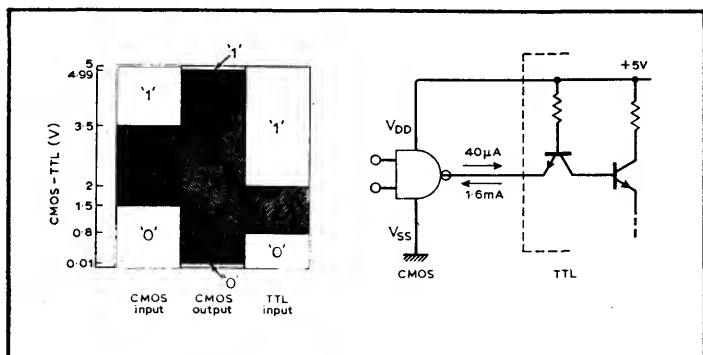 5
4.99
3.5
2
1.5
0.8
0.01
CMOS-TTL (V)
'1'
'1'
'1'
'0'
'0'
'0'
CMOS input
CMOS output
TTL input
+5V
VDD
40µA
1.6mA
VSS
CMOS
TTL